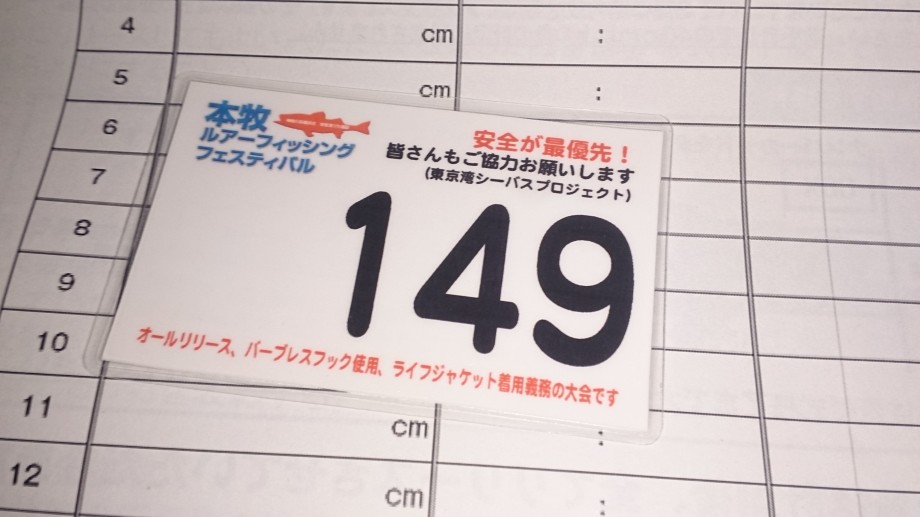 4
cm
:
5
cm
:
6
7
8
9
10
11
cm
:
12
cm
:
本牧
ルアーフィッシング
フェスティバル
安全が最優先！
皆さんもご協力お願いします
（東京湾シーバスプロジェクト）
149
オールリリース、バーブレスフック使用、ライフジャケット着用義務の大会です